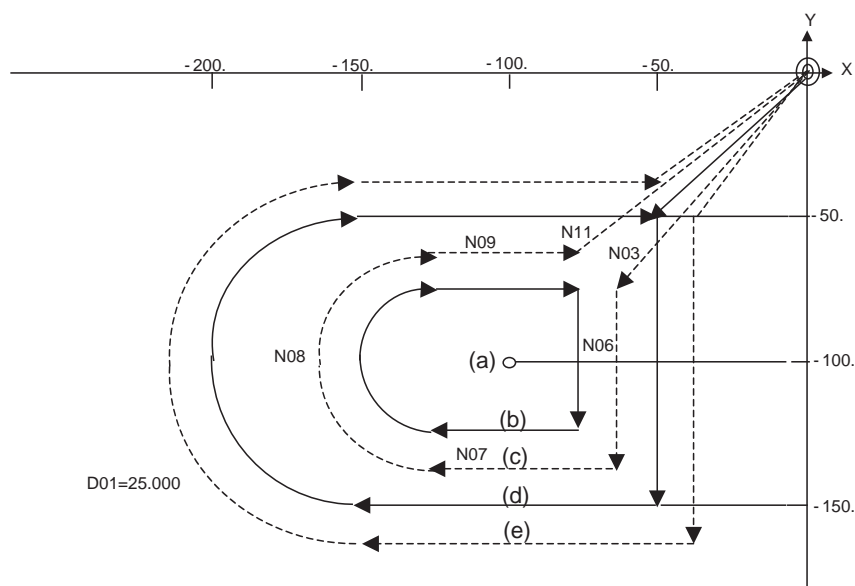 Y
-200.
-150.
-100.
-50.
X
-50.
N11
N09
N03
N06
(a)
-100.
N08
(b)
N07
(c)
D01=25.000
(d)
-150.
(e)